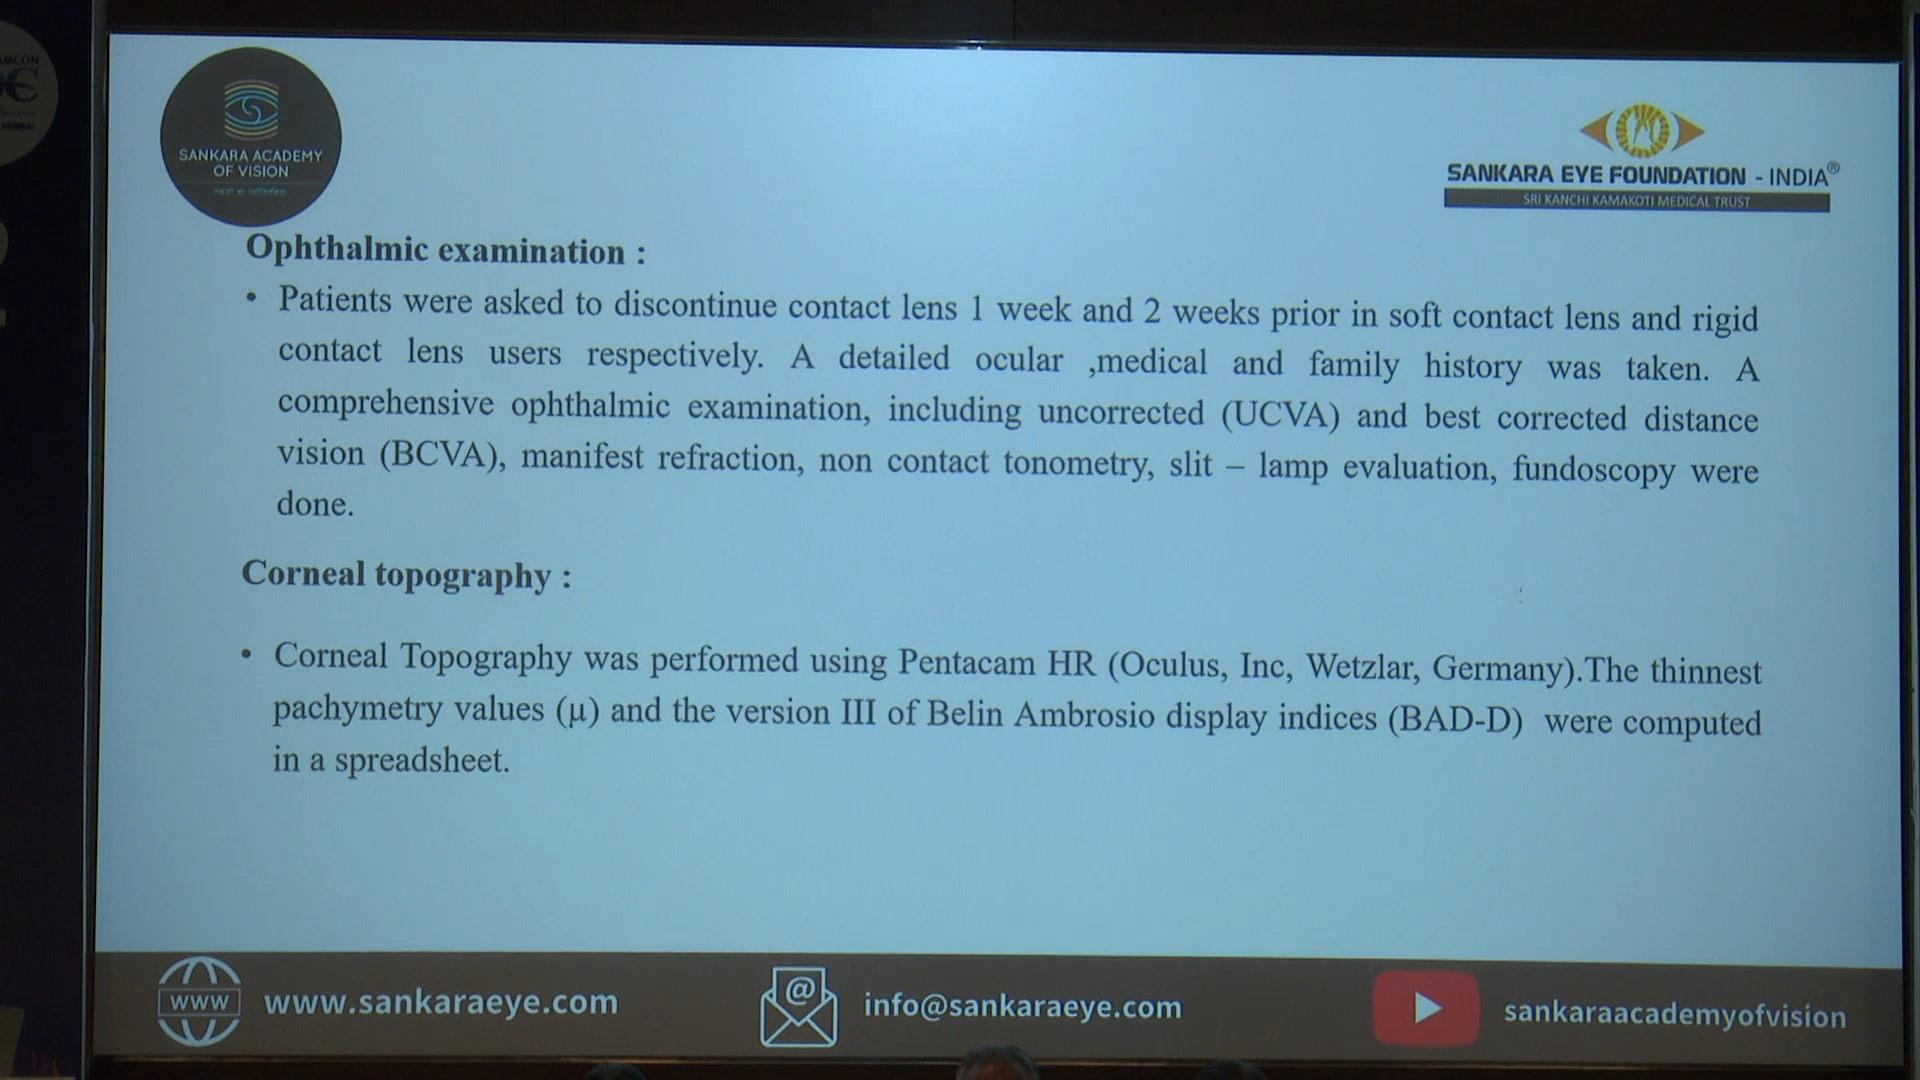 AMCON
MUMBAI
SANKARA ACADEMY
OF VISION
SANKARA EYE FOUNDATION - INDIA®
SRI KANCHI KAMAKOTI MEDICAL TRUST
Ophthalmic examination :
• Patients were asked to discontinue contact lens 1 week and 2 weeks prior in soft contact lens and rigid
contact lens users respectively. A detailed ocular ,medical and family history was taken. A
comprehensive ophthalmic examination, including uncorrected (UCVA) and best corrected distance
vision (BCVA), manifest refraction, non contact tonometry, slit – lamp evaluation, fundoscopy were
done.
Corneal topography :
• Corneal Topography was performed using Pentacam HR (Oculus, Inc, Wetzlar, Germany).The thinnest
pachymetry values (μ) and the version III of Belin Ambrosio display indices (BAD-D) were computed
in a spreadsheet.
WWW www.sankaraeye.com
@ info@sankaraeye.com
sankaraacademyofvision